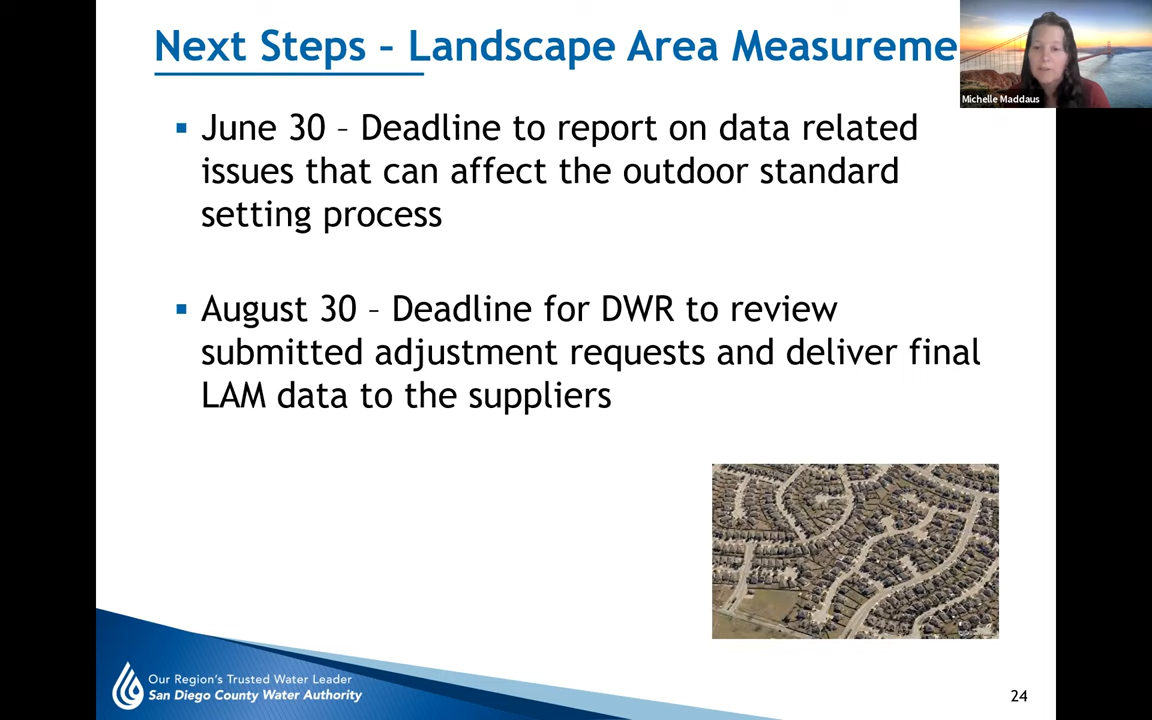 Next Steps – Landscape Area Measureme
Michelle Maddaus
▪ June 30 – Deadline to report on data related
issues that can affect the outdoor standard
setting process
▪ August 30 – Deadline for DWR to review
submitted adjustment requests and deliver final
LAM data to the suppliers
Our Region's Trusted Water Leader
San Diego County Water Authority
24